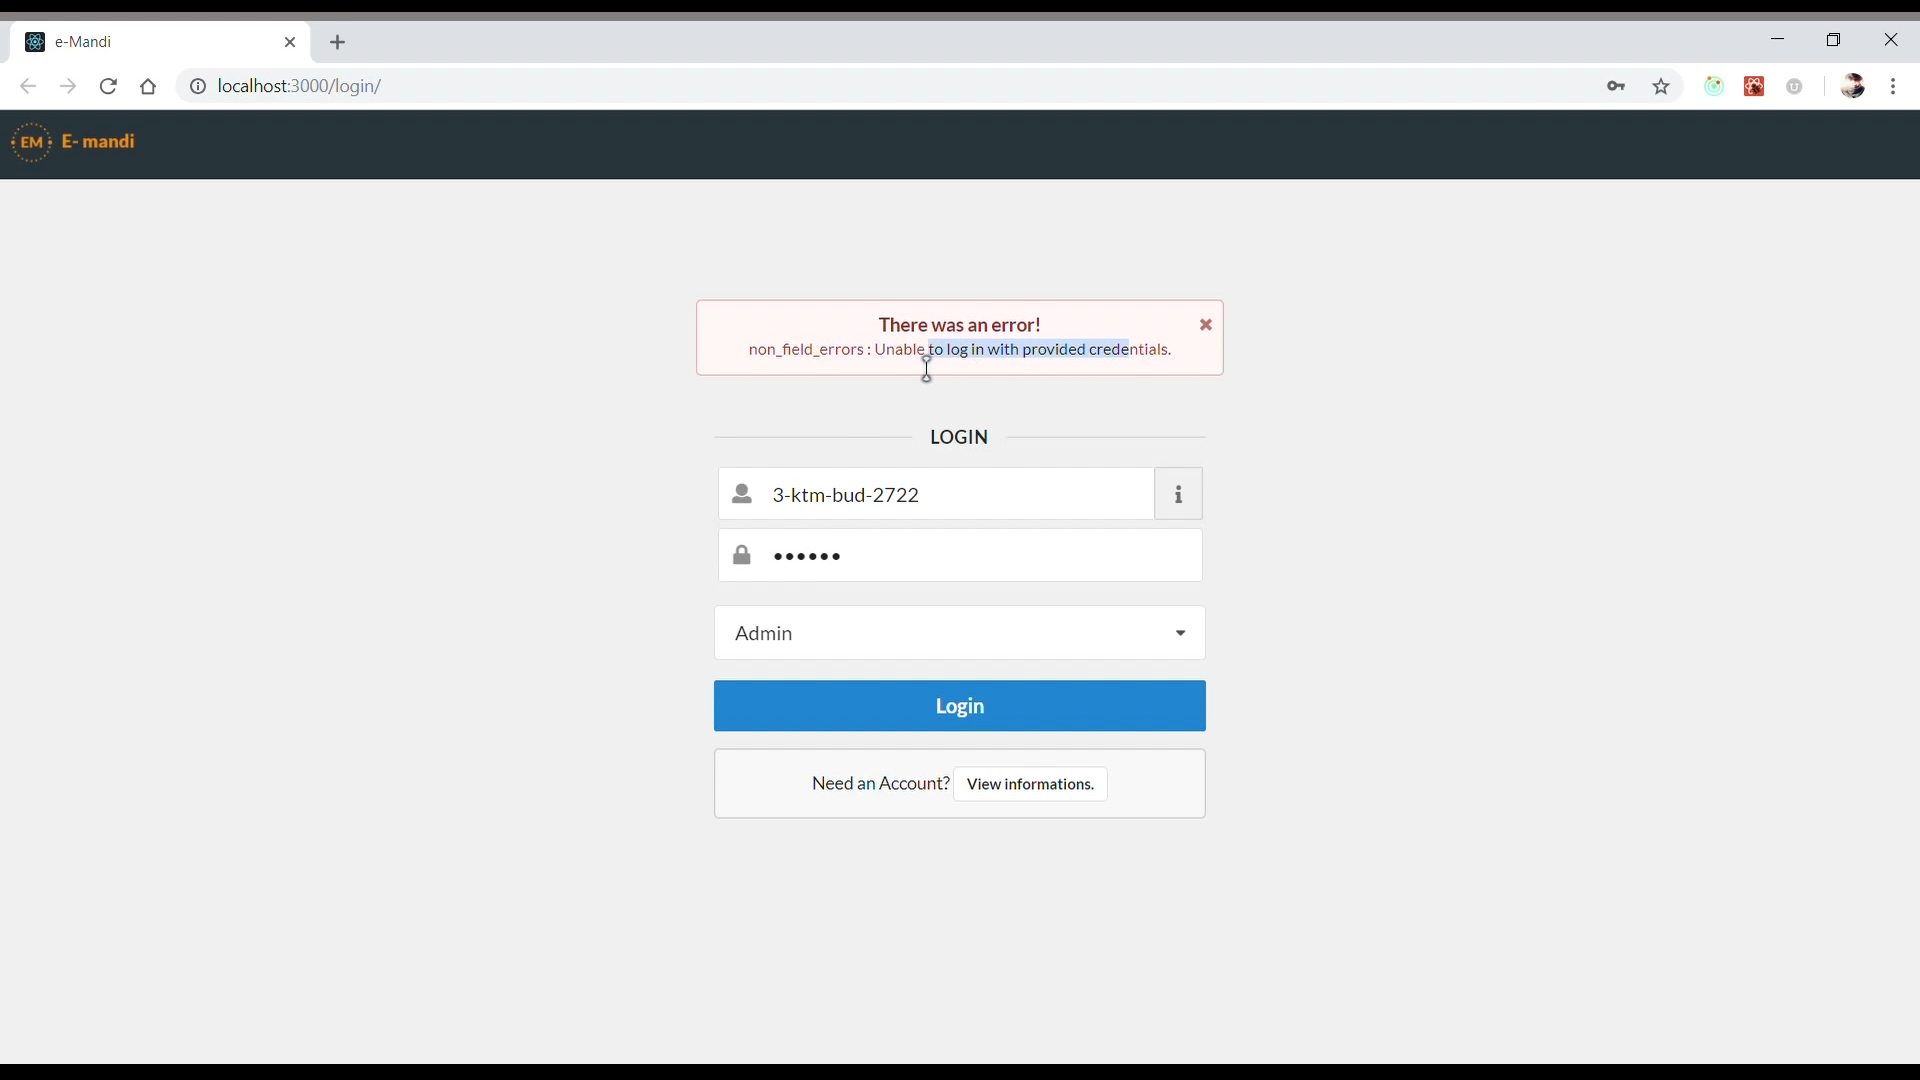 e-Mandi
localhost:3000/login/
EM E- mandi
There was an error!
non_field_errors : Unable to log in with provided credentials.
LOGIN
3-ktm-bud-2722
Admin
Login
Need an Account? View informations.